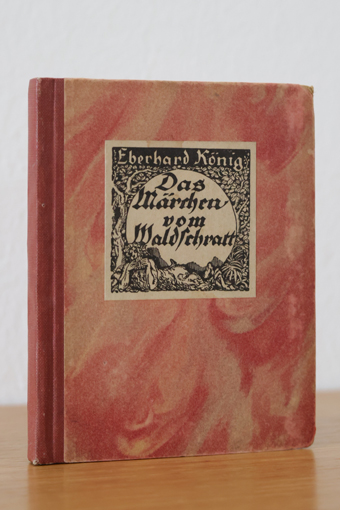 Eberhard König
Das
Märchen
vom
Waldſchratt